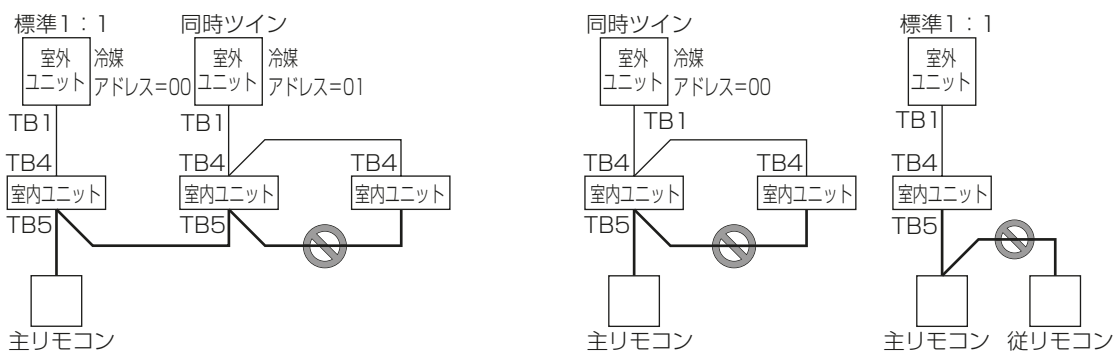 標準1：1
室外
ユニット
冷媒
アドレス=00
TB1
TB4
室内ユニット
TB5
主リモコン
同時ツイン
室外
ユニット
冷媒
アドレス=01
TB1
TB4
室内ユニット
TB5
TB4
室内ユニット
同時ツイン
室外
ユニット
冷媒
アドレス=00
TB1
TB4
室内ユニット
TB5
主リモコン
TB4
室内ユニット
標準1：1
室外
ユニット
TB1
TB4
室内ユニット
TB5
主リモコン
従リモコン